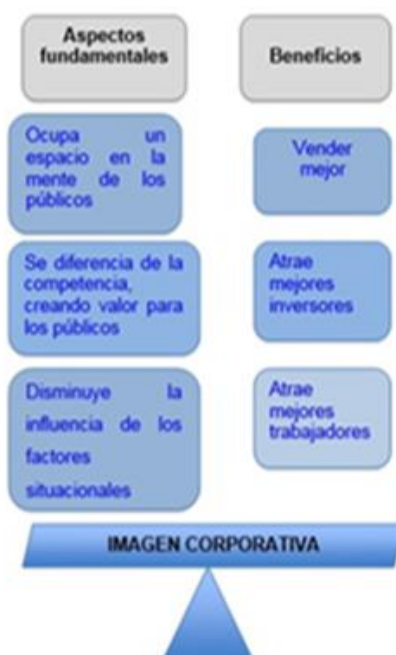 Aspectos
fundamentales
Ocupa un
espacio en la
mente de los
públicos
Se diferencia de la
competencia,
creando valor para
los públicos
Disminuye la
influencia de los
factores
situacionales
Beneficios
Vender
mejor
Atrae
mejores
inversores
Atrae
mejores
trabajadores
IMAGEN CORPORATIVA